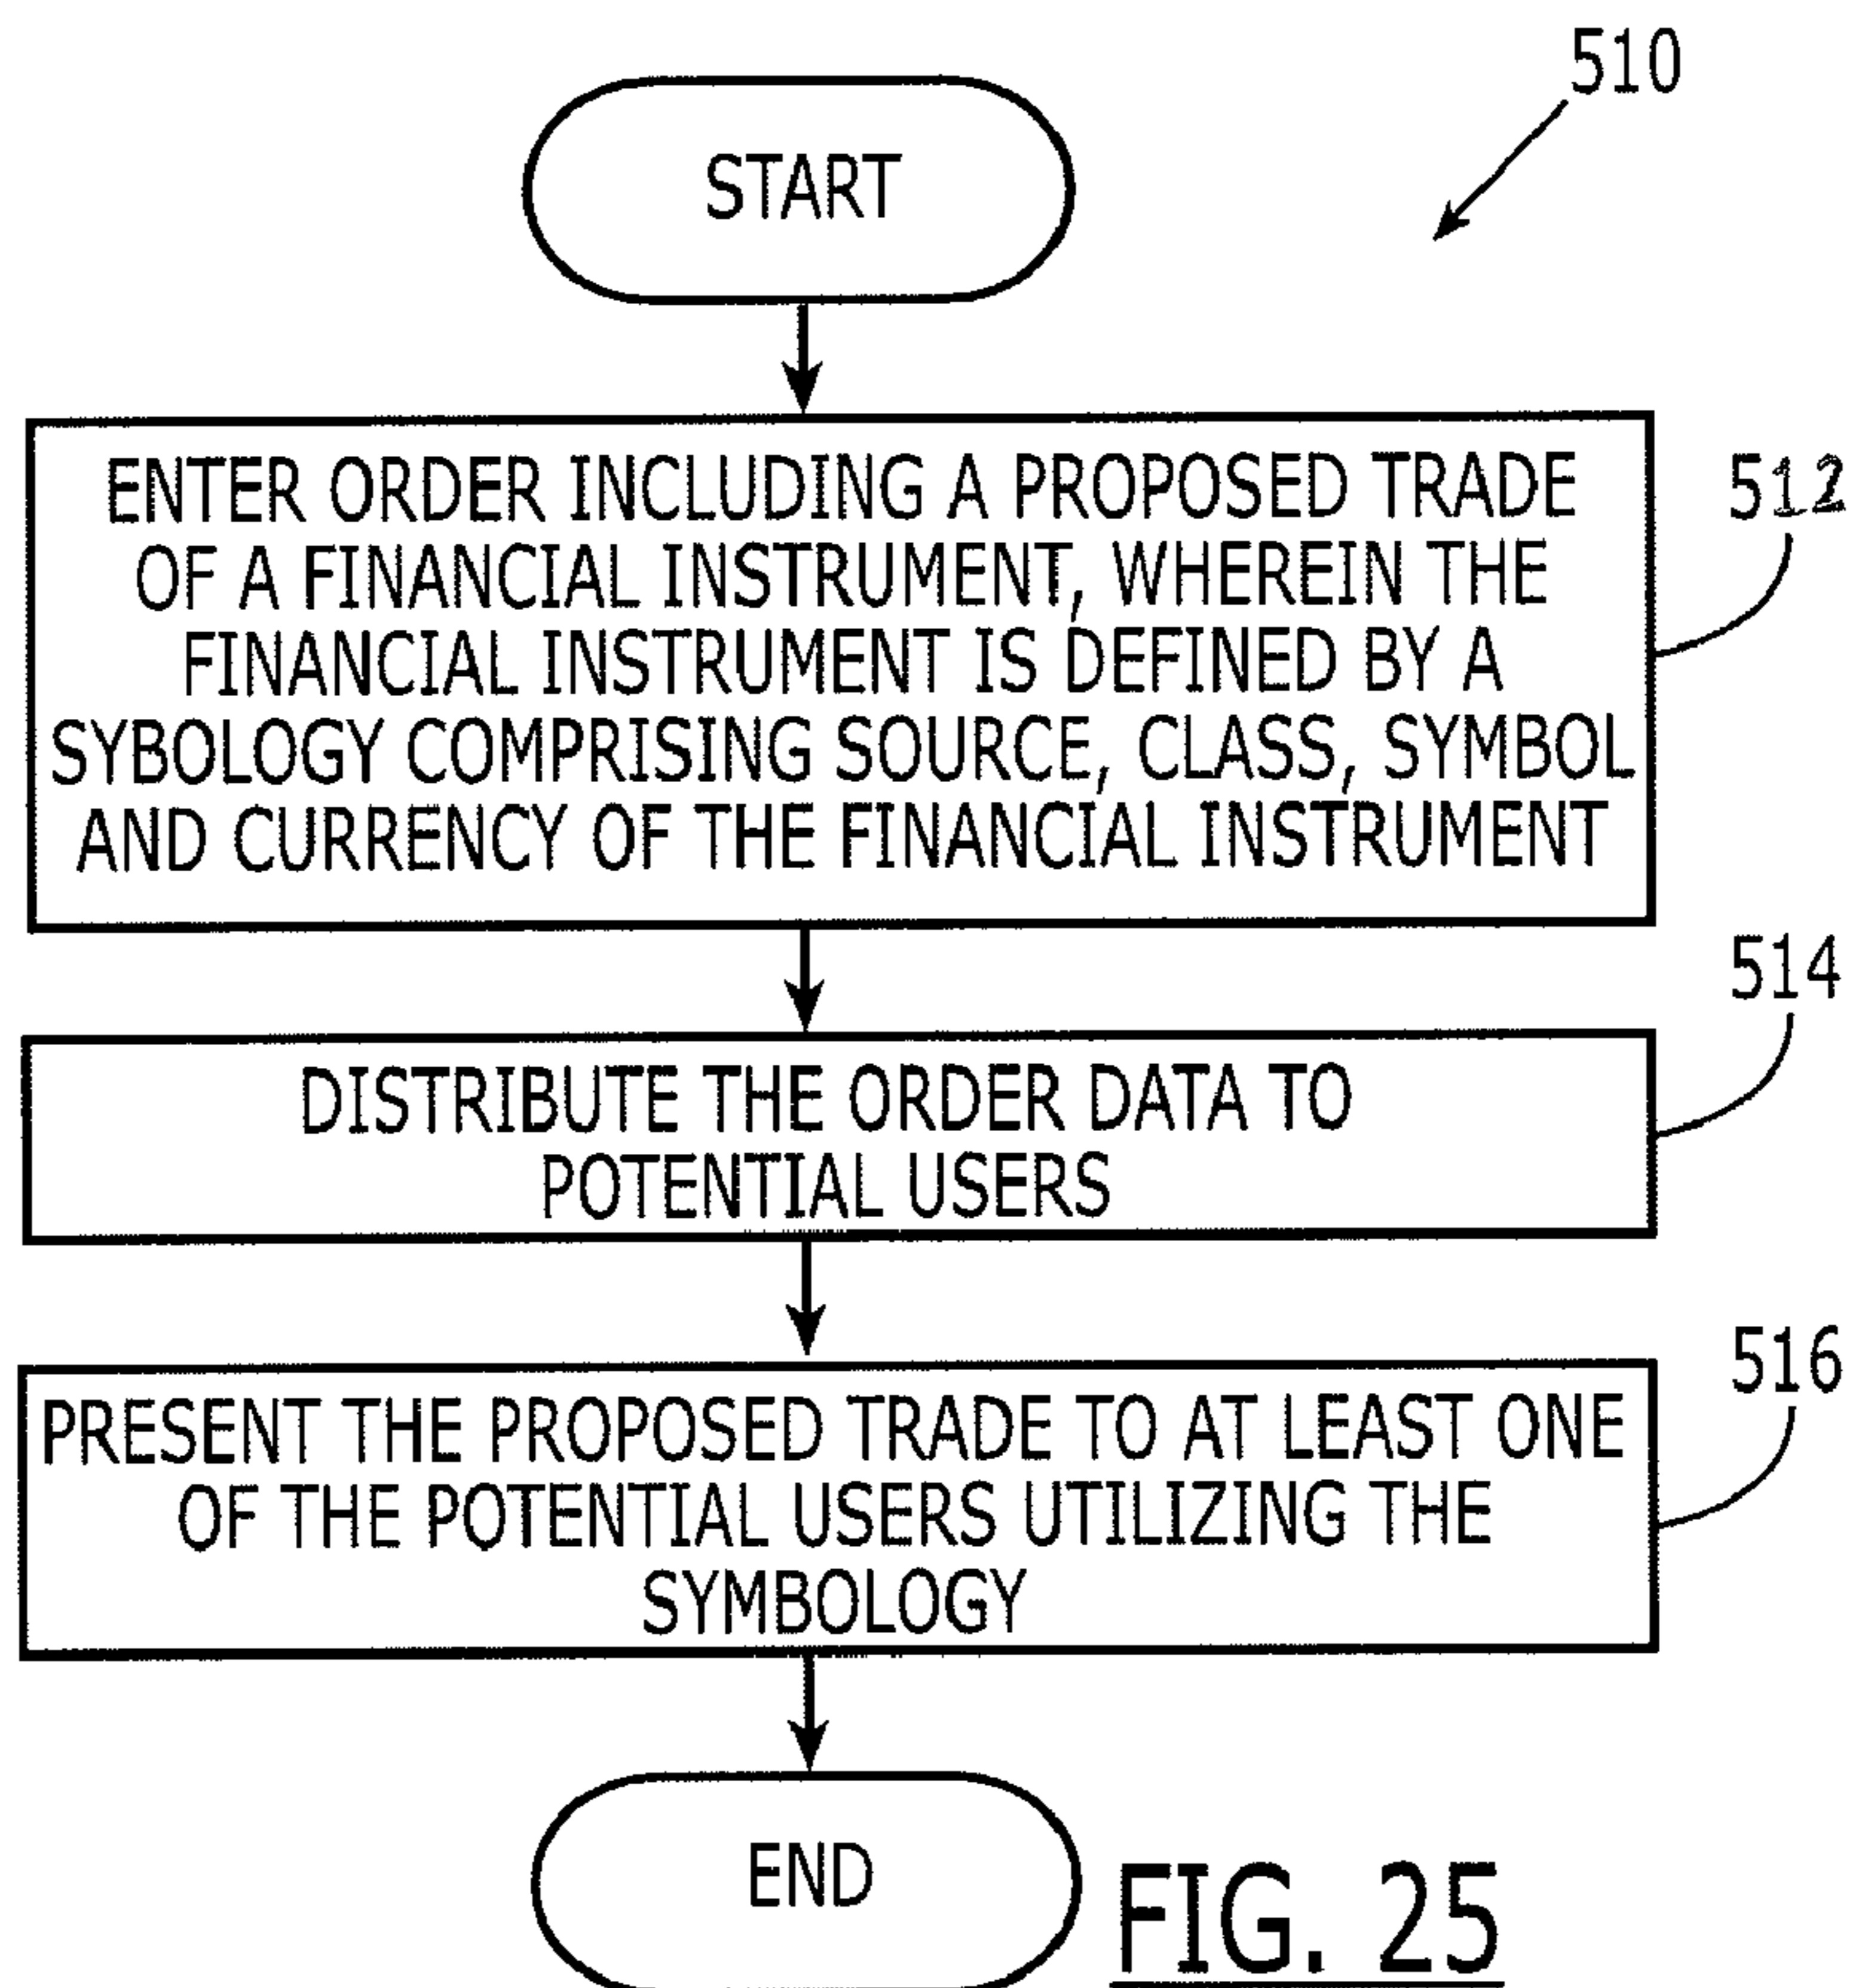 510
START
ENTER ORDER INCLUDING A PROPOSED TRADE
OF A FINANCIAL INSTRUMENT, WHEREIN THE
FINANCIAL INSTRUMENT IS DEFINED BY A
SYBOLOGY COMPRISING SOURCE, CLASS, SYMBOL
AND CURRENCY OF THE FINANCIAL INSTRUMENT
512
514
DISTRIBUTE THE ORDER DATA TO
POTENTIAL USERS
516
PRESENT THE PROPOSED TRADE TO AT LEAST ONE
OF THE POTENTIAL USERS UTILIZING THE
SYMBOLOGY
END
FIG. 25